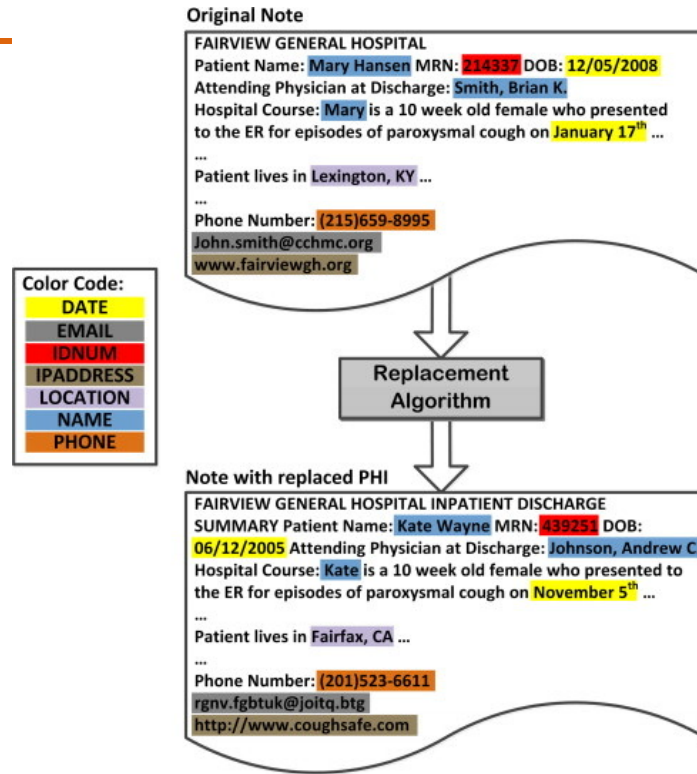 Original Note
FAIRVIEW GENERAL HOSPITAL
Patient Name: Mary Hansen MRN: 214337 DOB: 12/05/2008
Attending Physician at Discharge: Smith, Brian K.
Hospital Course: Mary is a 10 week old female who presented
to the ER for episodes of paroxysmal cough on January 17th ...
...
Patient lives in Lexington, KY ...
...
Phone Number: (215)659-8995
John.smith@cchmc.org
www.fairviewgh.org
Color Code:
DATE
EMAIL
IDNUM
IPADDRESS
LOCATION
NAME
PHONE
Replacement
Algorithm
Note with replaced PHI
FAIRVIEW GENERAL HOSPITAL INPATIENT DISCHARGE
SUMMARY Patient Name: Kate Wayne MRN: 439251 DOB:
06/12/2005 Attending Physician at Discharge: Johnson, Andrew C
Hospital Course: Kate is a 10 week old female who presented to
the ER for episodes of paroxysmal cough on November 5th ...
...
Patient lives in Fairfax, CA ...
...
Phone Number: (201)523-6611
rgnv.fgbtuk@joitq.btg
http://www.coughsafe.com